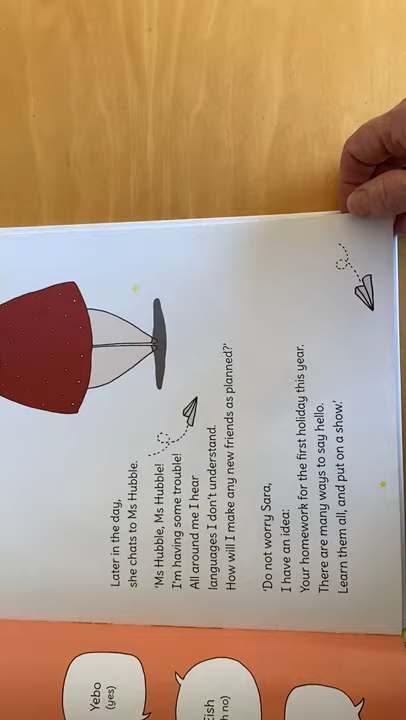 Later in the day,
she chats to Ms Hubble.
'Ms Hubble, Ms Hubble!
I'm having some trouble!
All around me I hear
languages I don't understand.
How will I make any new friends as planned?'
'Do not worry Sara,
I have an idea:
Your homework for the first holiday this year.
There are many ways to say hello.
Learn them all, and put on a show.'
Yebo
(yes)